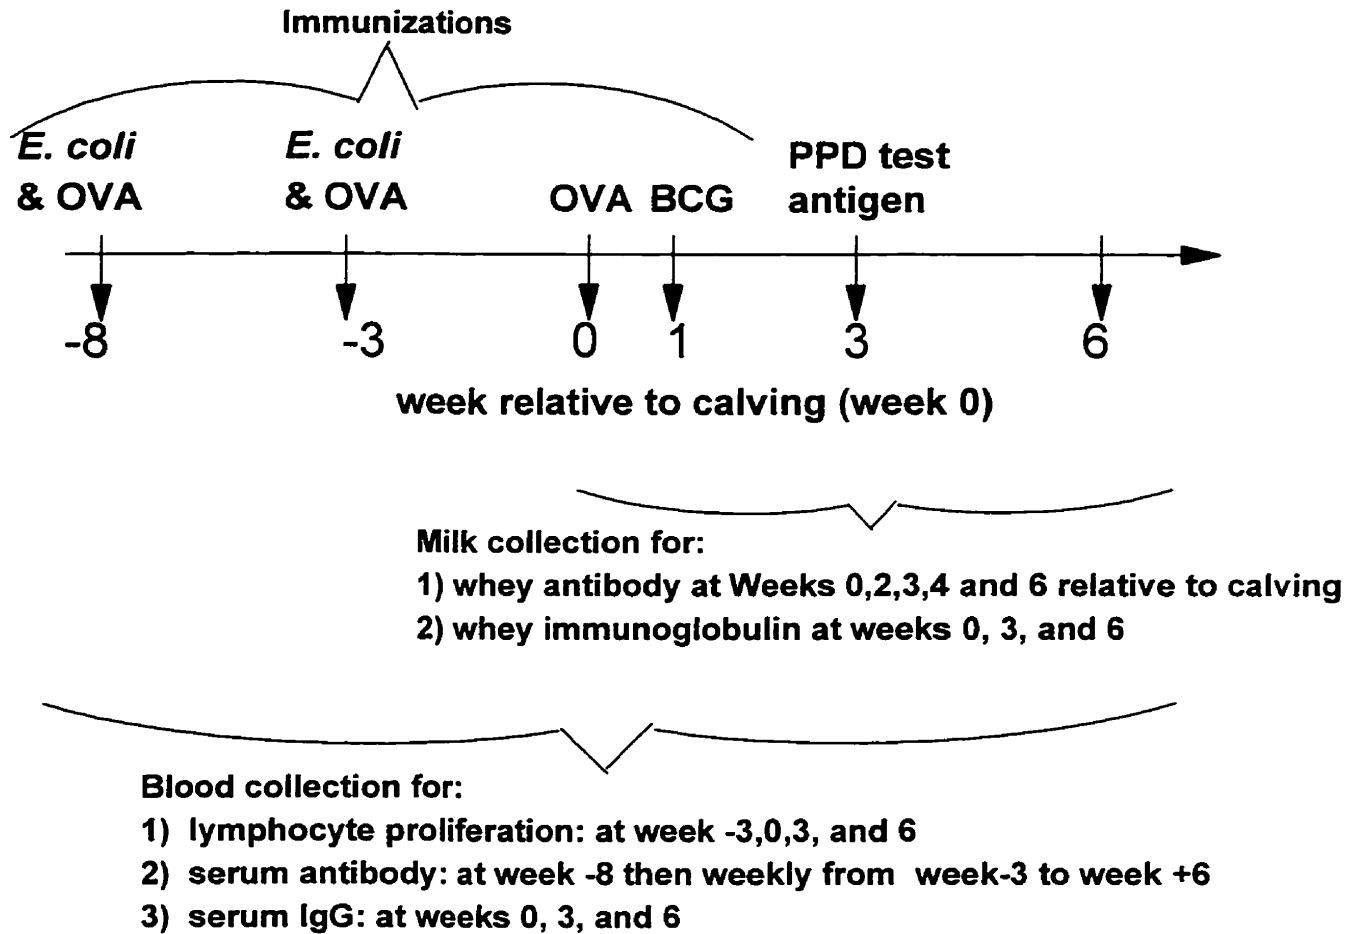 Immunizations
E. coli
& OVA
E. coli
& OVA
OVA
BCG
PPD test
antigen
-8
-3
0
1
3
6
week relative to calving (week 0)
Milk collection for:
1) whey antibody at Weeks 0,2,3,4 and 6 relative to calving
2) whey immunoglobulin at weeks 0, 3, and 6
Blood collection for:
1) lymphocyte proliferation: at week -3,0,3, and 6
2) serum antibody: at week -8 then weekly from week-3 to week +6
3) serum IgG: at weeks 0, 3, and 6